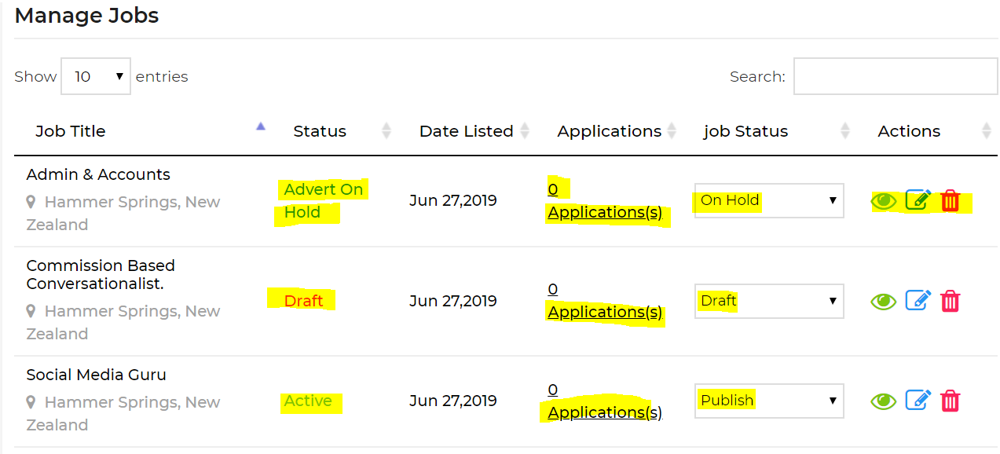 Manage Jobs
Show 10 entries Search:
Job Title Status Date Listed Applications job Status Actions
Admin & Accounts
Hammer Springs, New
Zealand
Advert On
Hold
Jun 27,2019
0
Applications(s)
On Hold
Commission Based
Conversationalist.
Hammer Springs, New
Zealand
Draft
Jun 27,2019
0
Applications(s)
Draft
Social Media Guru
Hammer Springs, New
Zealand
Active
Jun 27,2019
0
Applications(s)
Publish